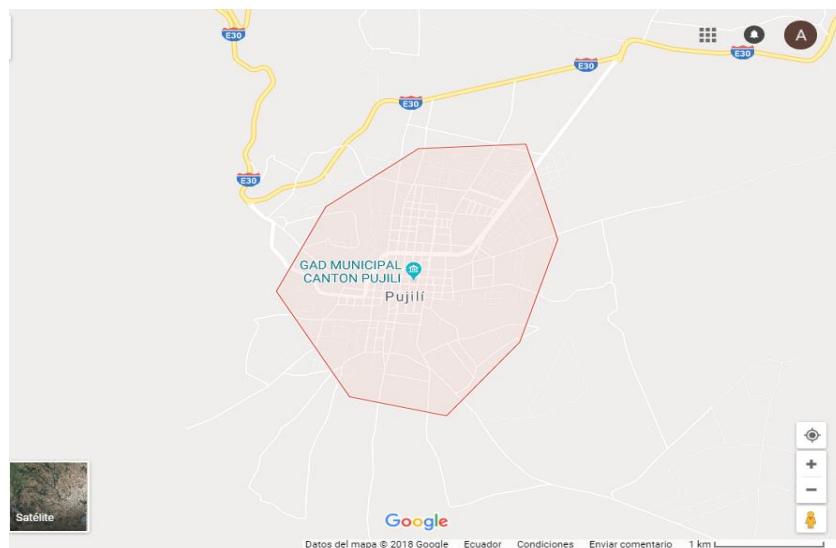 E30
A
E30
E30
E30
E30
GAD MUNICIPAL
CANTON PUJILI
Pujilí
Satélite
Google
Datos del mapa © 2018 Google Ecuador Condiciones Enviar comentario 1 km